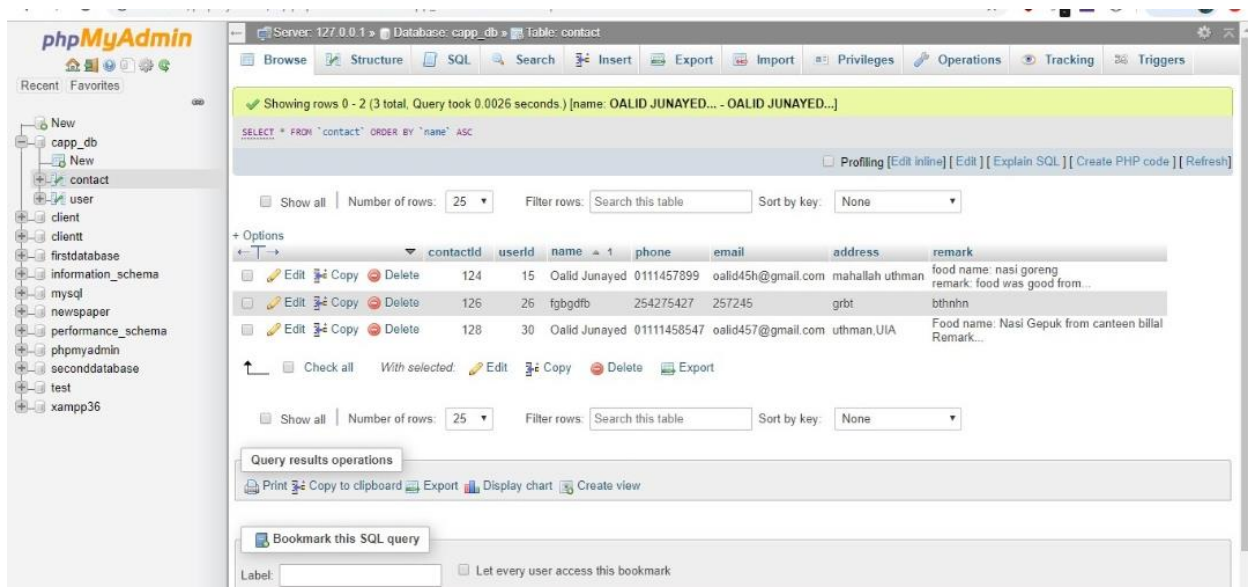 phpMyAdmin
Recent Favorites
New
capp_db
New
contact
user
client
clientt
firstdatabase
information_schema
mysql
newspaper
performance_schema
phpmyadmin
seconddatabase
test
xampp36
Server: 127.0.0.1 » Database: capp_db » Table: contact
Browse Structure SQL Search Insert Export Import Privileges Operations Tracking Triggers
Showing rows 0 - 2 (3 total, Query took 0.0026 seconds.) [name: OALID JUNAYED... - OALID JUNAYED...]
SELECT * FROM `contact` ORDER BY `name` ASC
Profiling [Edit inline] [ Edit ] [ Explain SQL ] [ Create PHP code ] [ Refresh]
Show all Number of rows: 25 Filter rows: Search this table Sort by key: None
+ Options
contactId userId name 1 phone email address remark
Edit Copy Delete 124 15 Oalid Junayed 0111457899 oalid45h@gmail.com mahallah uthman food name: nasi goreng
remark: food was good from...
Edit Copy Delete 126 26 fgbgdfb 254275427 257245 grbt bthnhn
Edit Copy Delete 128 30 Oalid Junayed 01111458547 oalid457@gmail.com uthman,UIA Food name: Nasi Gepuk from canteen billal
Remark...
Check all With selected: Edit Copy Delete Export
Show all Number of rows: 25 Filter rows: Search this table Sort by key: None
Query results operations
Print Copy to clipboard Export Display chart Create view
Bookmark this SQL query
Label: Let every user access this bookmark